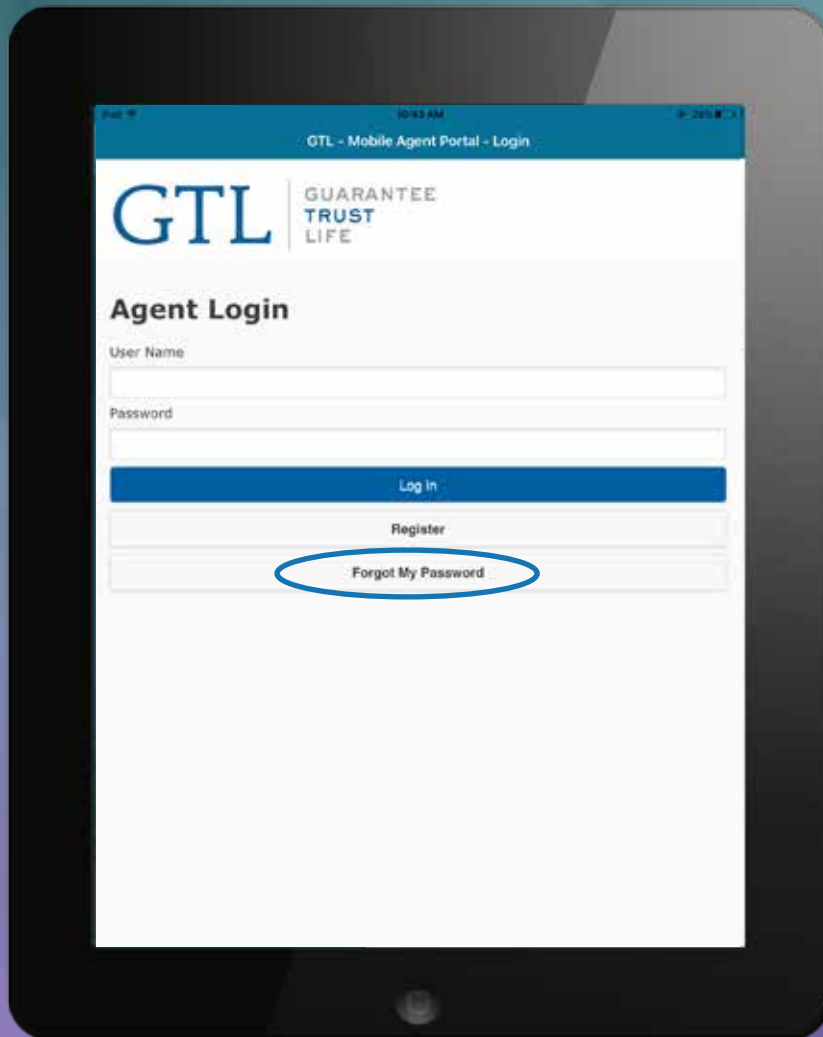 iPad
10:43 AM
GTL - Mobile Agent Portal - Login
GTL
GUARANTEE
TRUST
LIFE
Agent Login
User Name
Password
Log In
Register
Forgot My Password